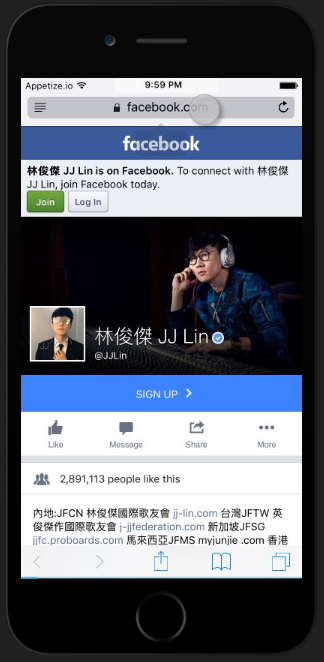 Appetize.io 9:59 PM
facebook.com
facebook
林俊傑 JJ Lin is on Facebook. To connect with 林俊傑
JJ Lin, join Facebook today.
Join Log In
林俊傑 JJ Lin
@JJLin
SIGN UP
Like Message Share More
2,891,113 people like this
內地:JFCN 林俊傑國際歌友會 jj-lin.com 台灣JFTW 英
俊傑作國際歌友會 j-jjfederation.com 新加坡JFSG
jjfc.proboards.com 馬來西亞JFMS myjunjie .com 香港